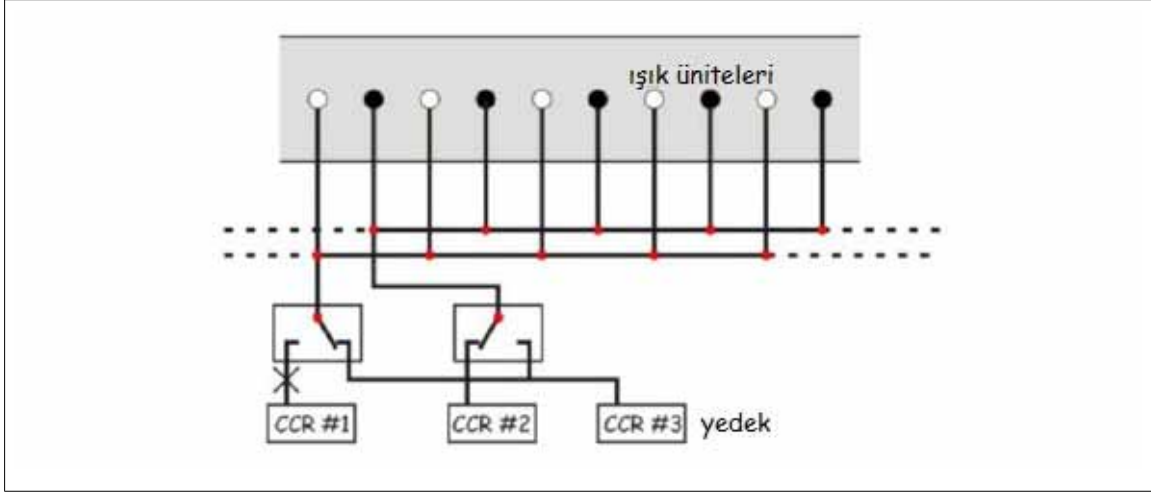 ışık üniteleri
CCR #1
CCR #2
CCR #3
yedek